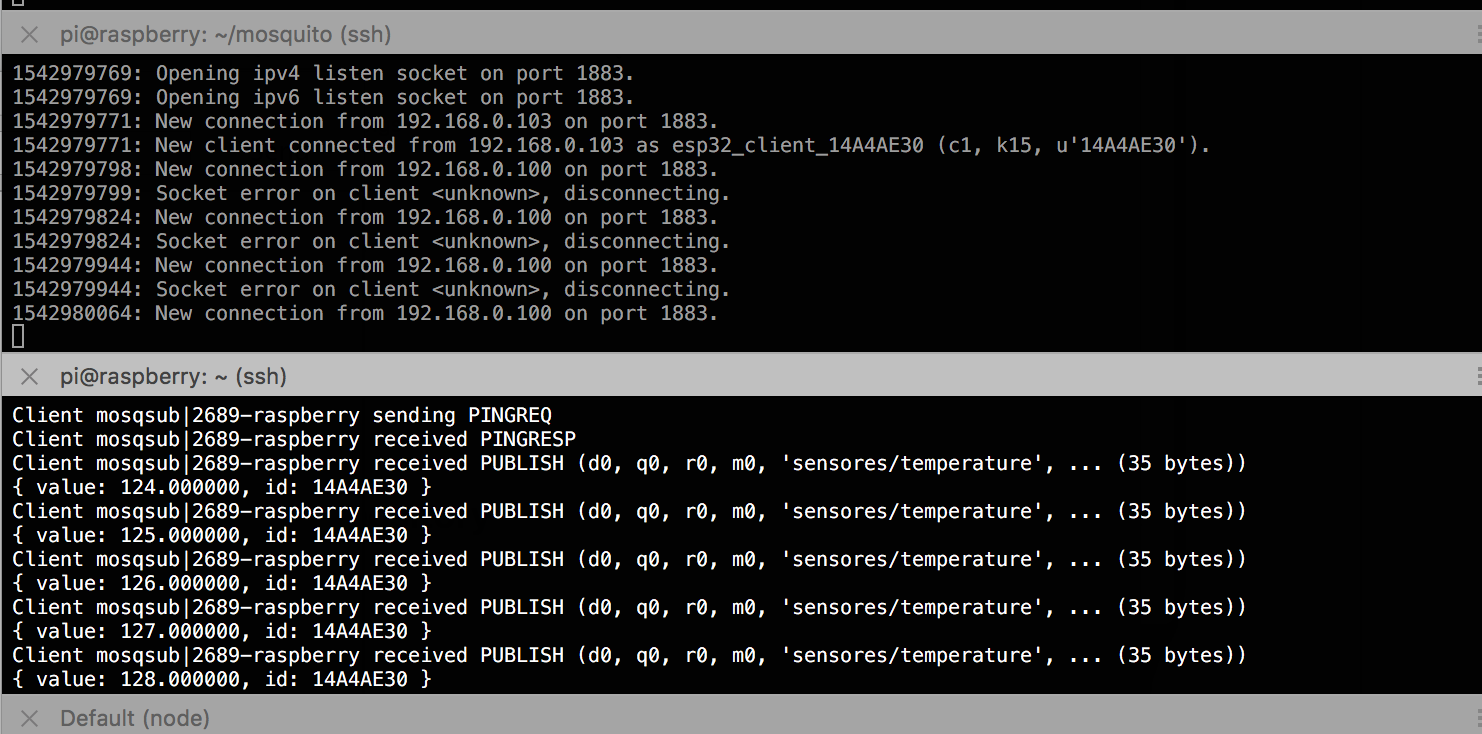 pi@raspberry: ~/mosquito (ssh)
1542979769: Opening ipv4 listen socket on port 1883.
1542979769: Opening ipv6 listen socket on port 1883.
1542979771: New connection from 192.168.0.103 on port 1883.
1542979771: New client connected from 192.168.0.103 as esp32_client_14A4AE30 (c1, k15, u'14A4AE30').
1542979798: New connection from 192.168.0.100 on port 1883.
1542979799: Socket error on client <unknown>, disconnecting.
1542979824: New connection from 192.168.0.100 on port 1883.
1542979824: Socket error on client <unknown>, disconnecting.
1542979944: New connection from 192.168.0.100 on port 1883.
1542979944: Socket error on client <unknown>, disconnecting.
1542980064: New connection from 192.168.0.100 on port 1883.
pi@raspberry: ~ (ssh)
Client mosqsub|2689-raspberry sending PINGREQ
Client mosqsub|2689-raspberry received PINGRESP
Client mosqsub|2689-raspberry received PUBLISH (d0, q0, r0, m0, 'sensores/temperature', ... (35 bytes))
{ value: 124.000000, id: 14A4AE30 }
Client mosqsub|2689-raspberry received PUBLISH (d0, q0, r0, m0, 'sensores/temperature', ... (35 bytes))
{ value: 125.000000, id: 14A4AE30 }
Client mosqsub|2689-raspberry received PUBLISH (d0, q0, r0, m0, 'sensores/temperature', ... (35 bytes))
{ value: 126.000000, id: 14A4AE30 }
Client mosqsub|2689-raspberry received PUBLISH (d0, q0, r0, m0, 'sensores/temperature', ... (35 bytes))
{ value: 127.000000, id: 14A4AE30 }
Client mosqsub|2689-raspberry received PUBLISH (d0, q0, r0, m0, 'sensores/temperature', ... (35 bytes))
{ value: 128.000000, id: 14A4AE30 }
Default (node)